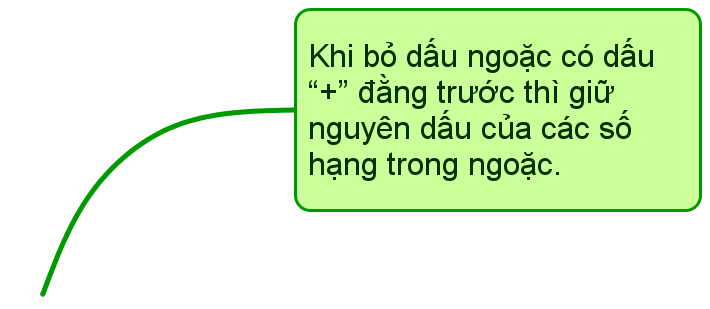 Khi bỏ dấu ngoặc có dấu
“+” đằng trước thì giữ
nguyên dấu của các số
hạng trong ngoặc.